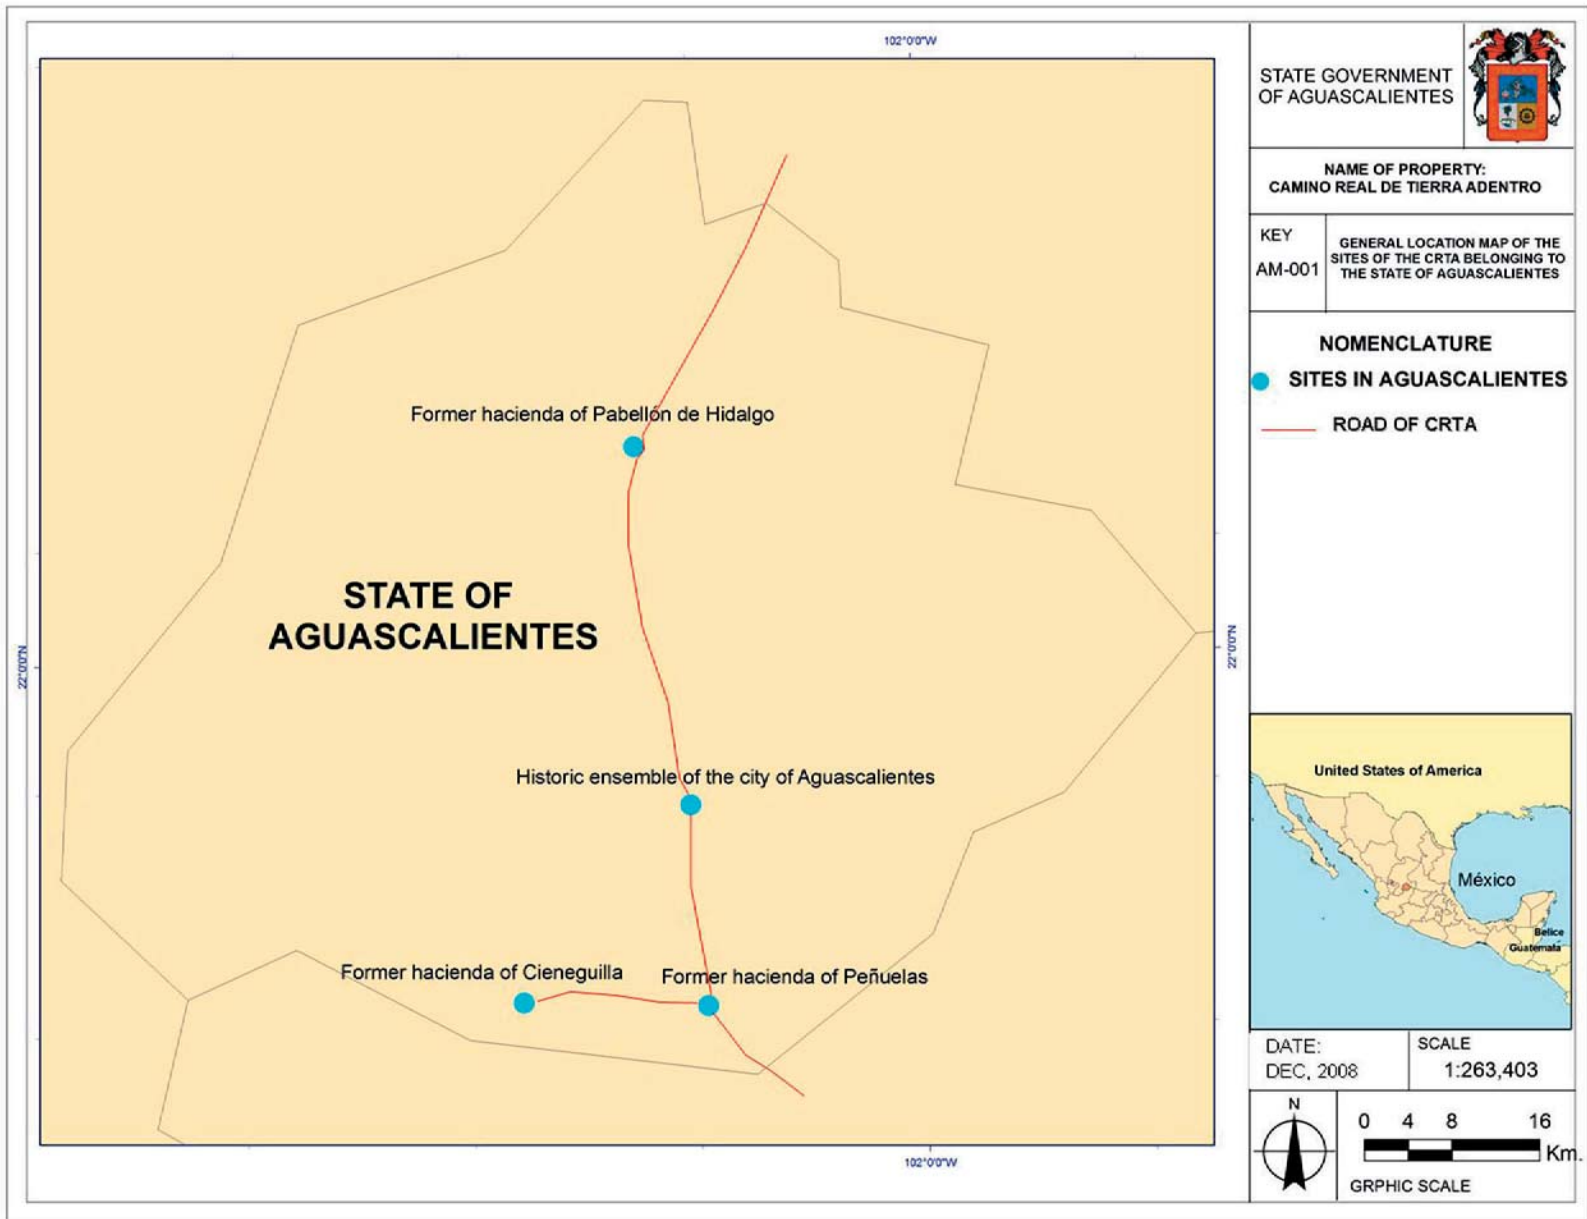 102°0'0"W
Former hacienda of Pabellón de Hidalgo
STATE OF
AGUASCALIENTES
22°0'0"N
22°0'0"N
Historic ensemble of the city of Aguascalientes
Former hacienda of Cieneguilla
Former hacienda of Peñuelas
102°0'0"W
STATE GOVERNMENT
OF AGUASCALIENTES
NAME OF PROPERTY:
CAMINO REAL DE TIERRA ADENTRO
KEY
AM-001
GENERAL LOCATION MAP OF THE
SITES OF THE CRTA BELONGING TO
THE STATE OF AGUASCALIENTES
NOMENCLATURE
SITES IN AGUASCALIENTES
ROAD OF CRTA
United States of America
México
Belice
Guatemala
DATE:
DEC, 2008
SCALE
1:263,403
N
0 4 8 16
Km.
GRPHIC SCALE